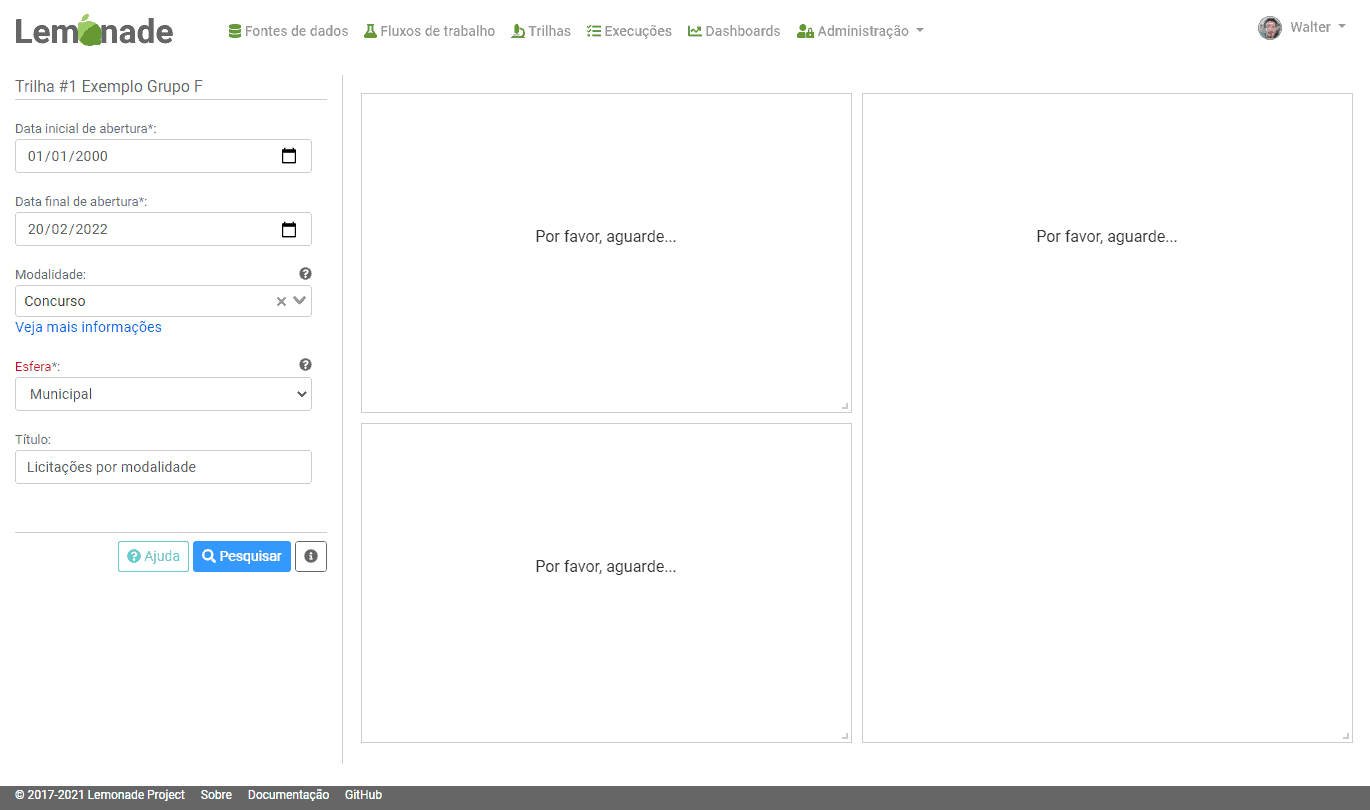 Lemonade
Fontes de dados Fluxos de trabalho Trilhas Execuções Dashboards Administração
Walter
Trilha #1 Exemplo Grupo F
Data inicial de abertura*:
01/01/2000
Data final de abertura*:
20/02/2022
Modalidade:
Concurso
Veja mais informações
Esfera*:
Municipal
Título:
Licitações por modalidade
Ajuda Pesquisar
Por favor, aguarde...
Por favor, aguarde...
Por favor, aguarde...
© 2017-2021 Lemonade Project Sobre Documentação GitHub